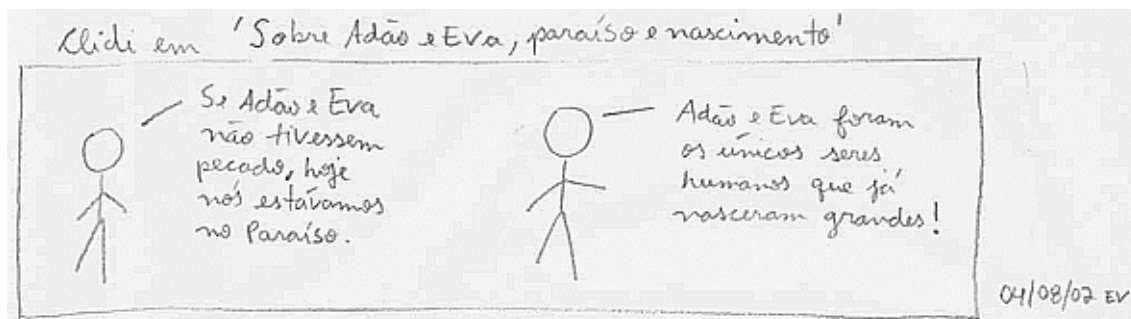 Clidi em 'Sobre Adão e Eva, paraíso e nascimento'
Se Adão e Eva
não tivessem
pecado, hoje
nós estávamos
no Paraíso.
Adão e Eva foram
os únicos seres
humanos que já
nasceram grandes!
04/08/02 EV